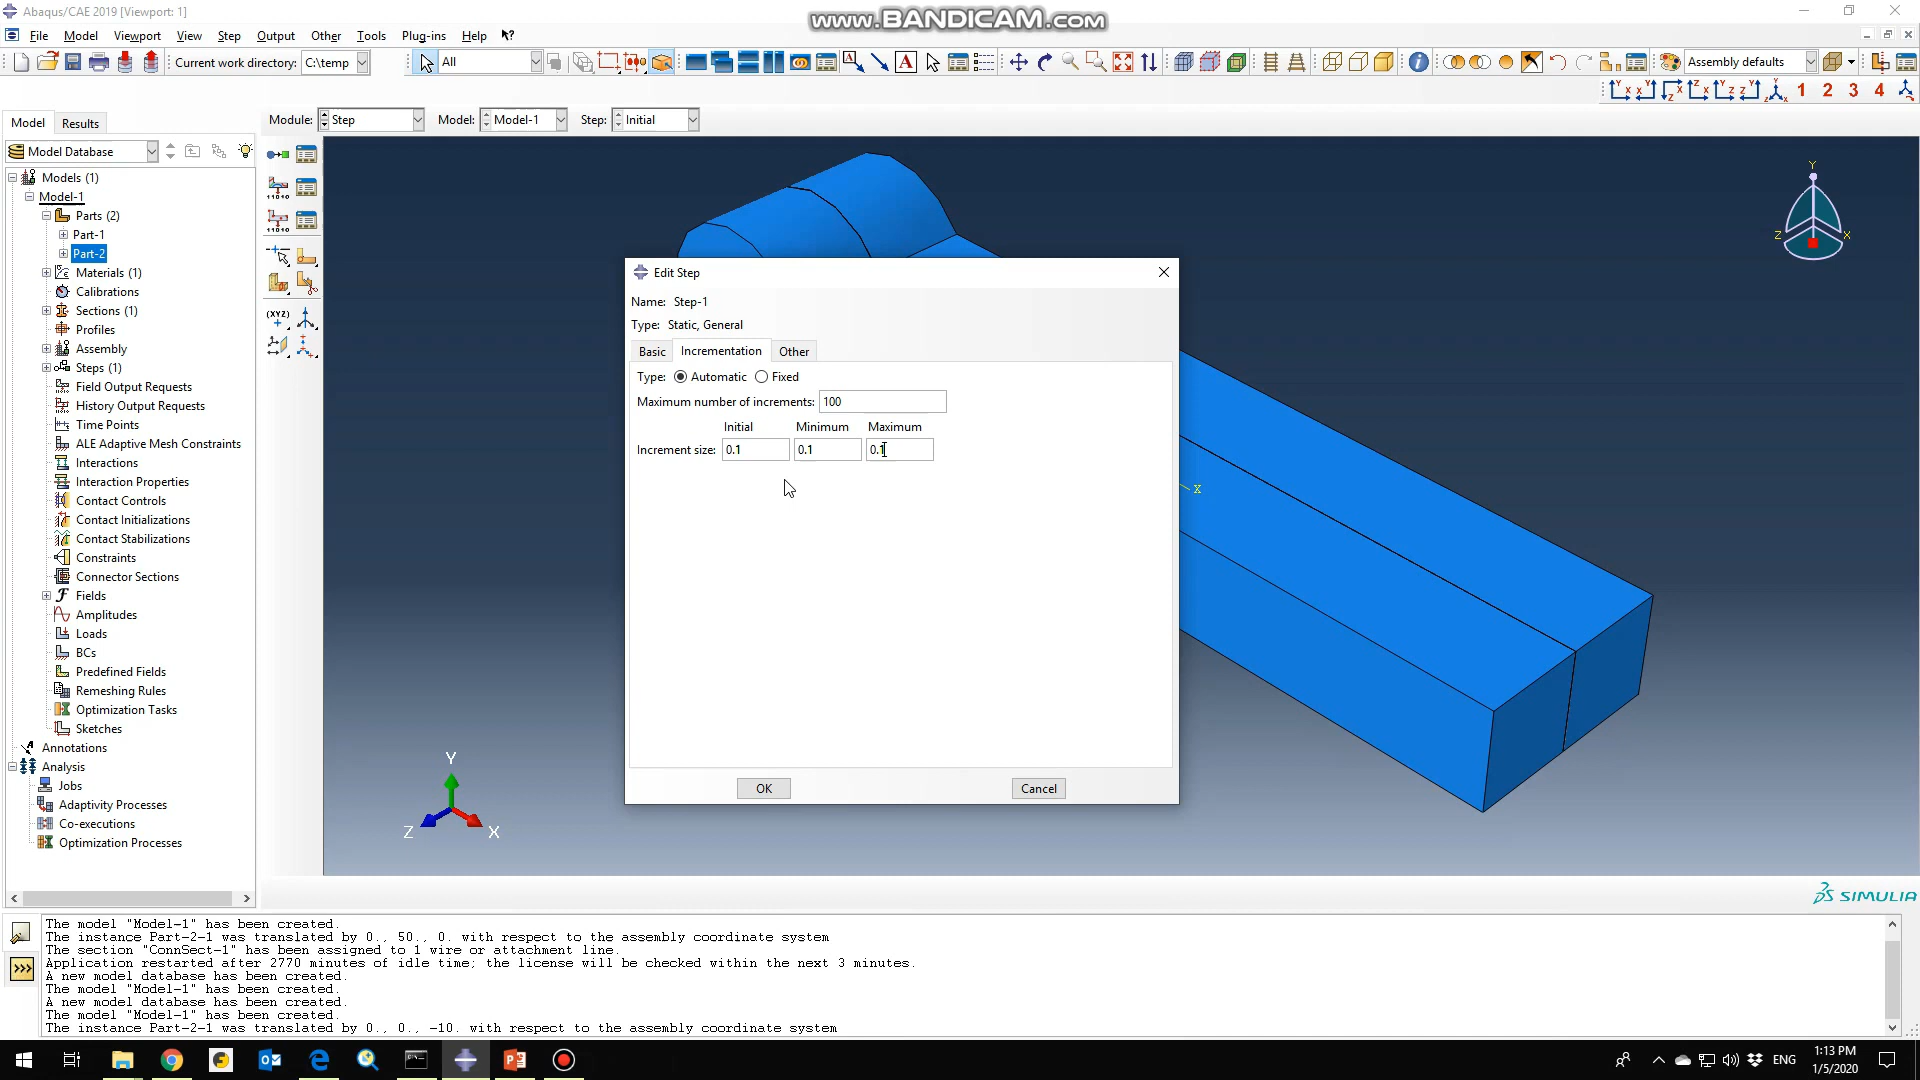 Abaqus/CAE 2019 [Viewport: 1]
www.BANDICAM.com
File Model Viewport View Step Output Other Tools Plug-ins Help
Current work directory: C:\temp
All
Assembly defaults
1 2 3 4
Model Results
Module: Step Model: Model-1 Step: Initial
Model Database
Models (1)
Model-1
Parts (2)
Part-1
Part-2
Materials (1)
Calibrations
Sections (1)
Profiles
Assembly
Steps (1)
Field Output Requests
History Output Requests
Time Points
ALE Adaptive Mesh Constraints
Interactions
Interaction Properties
Contact Controls
Contact Initializations
Contact Stabilizations
Constraints
Connector Sections
Fields
Amplitudes
Loads
BCs
Predefined Fields
Remeshing Rules
Optimization Tasks
Sketches
Annotations
Analysis
Jobs
Adaptivity Processes
Co-executions
Optimization Processes
Edit Step
Name: Step-1
Type: Static, General
Basic Incrementation Other
Type: Automatic Fixed
Maximum number of increments: 100
Initial Minimum Maximum
Increment size: 0.1 0.1 0.1
OK Cancel
Y
Z X
X
Y
Z X
SIMULIA
The model "Model-1" has been created.
The instance Part-2-1 was translated by 0., 50., 0. with respect to the assembly coordinate system
The section "ConnSect-1" has been assigned to 1 wire or attachment line.
Application restarted after 2770 minutes of idle time; the license will be checked within the next 3 minutes.
A new model database has been created.
The model "Model-1" has been created.
A new model database has been created.
The model "Model-1" has been created.
The instance Part-2-1 was translated by 0., 0., -10. with respect to the assembly coordinate system
ENG
1:13 PM
1/5/2020